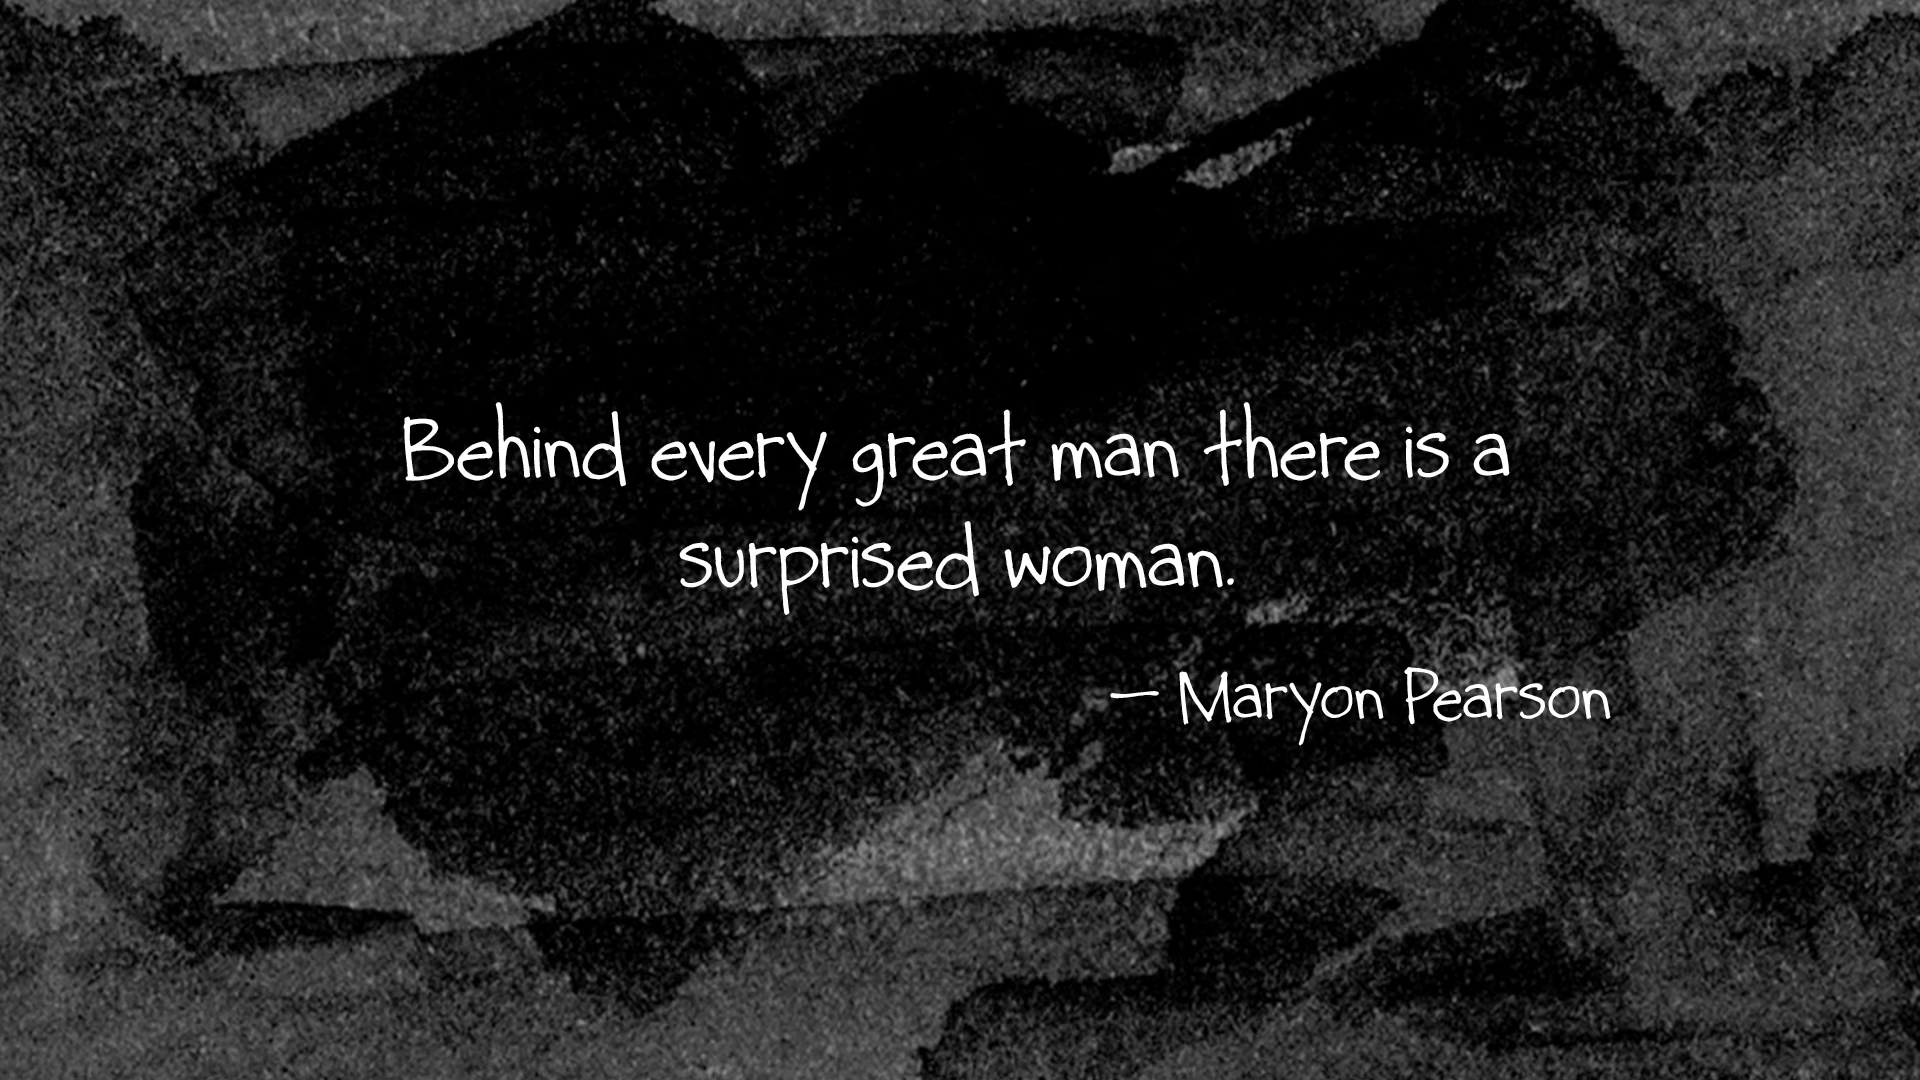 Behind every great man there is a
surprised woman.
— Maryon Pearson